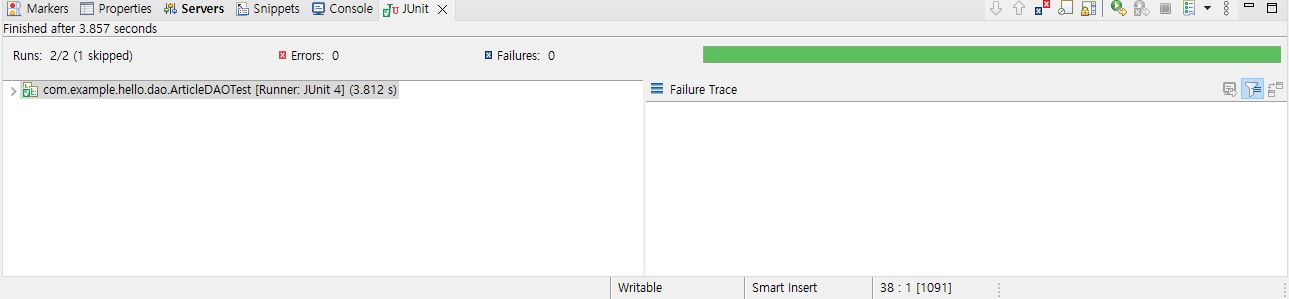 Markers Properties Servers Snippets Console JUnit
Finished after 3.857 seconds
Runs: 2/2 (1 skipped) Errors: 0 Failures: 0
com.example.hello.dao.ArticleDAOTest [Runner: JUnit 4] (3.812 s)
Failure Trace
Writable Smart Insert 38 : 1 [1091]